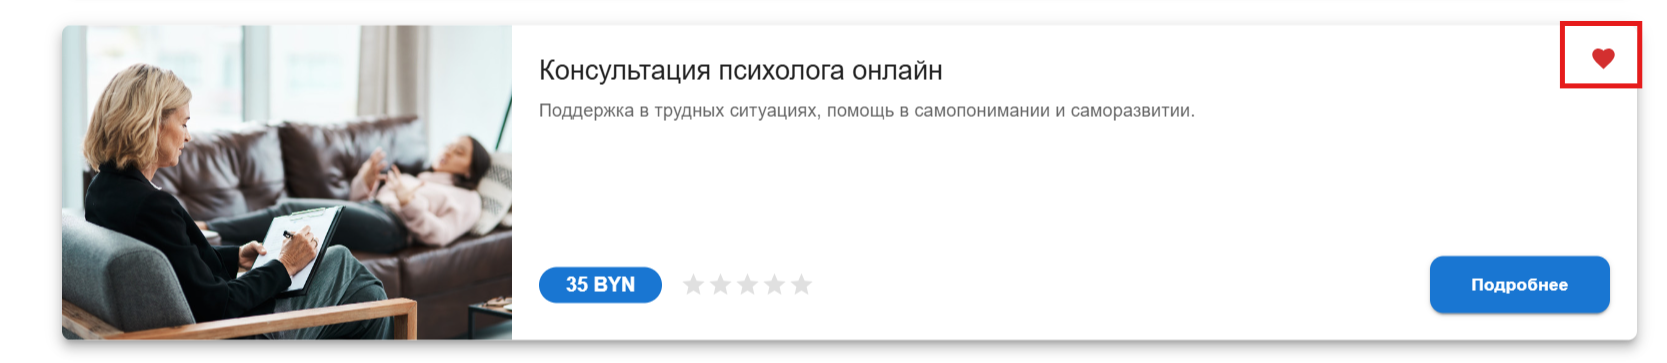 Консультация психолога онлайн
Поддержка в трудных ситуациях, помощь в самопонимании и саморазвитии.
35 BYN
Подробнее